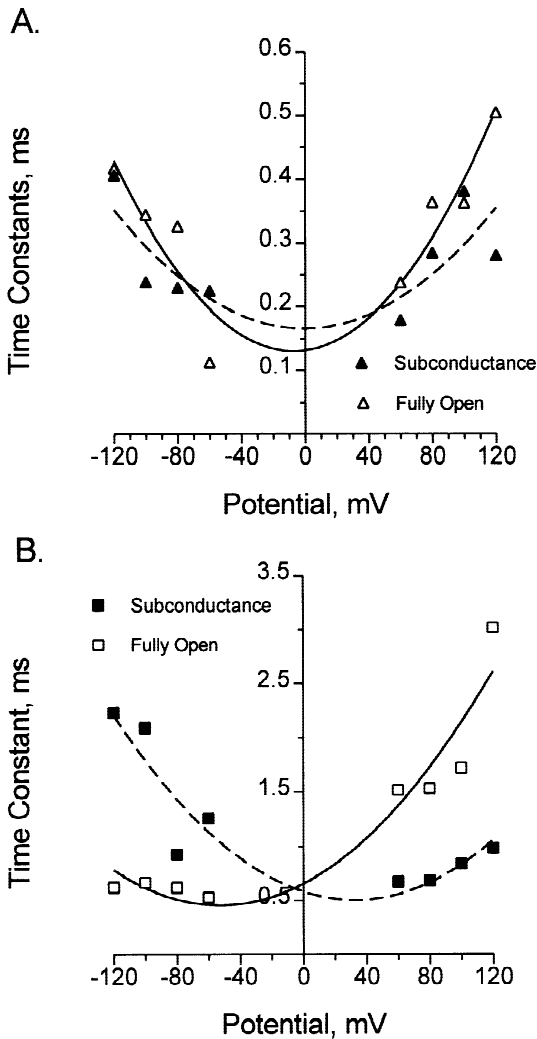 A.
0.6
0.5
0.4
0.3
0.2
0.1
Time Constants, ms
Subconductance
Fully Open
-120 -80 -40 0 40 80 120
Potential, mV
B.
3.5
2.5
1.5
0.5
Time Constant, ms
Subconductance
Fully Open
-120 -80 -40 0 40 80 120
Potential, mV